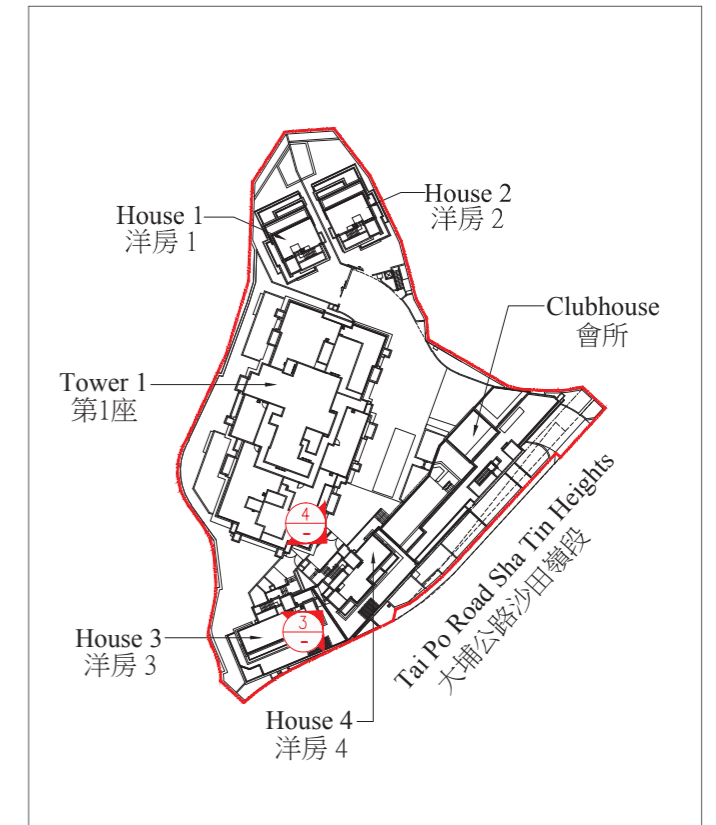 House 1
洋房 1
House 2
洋房 2
Clubhouse
會所
Tower 1
第1座
4
-
Tai Po Road Sha Tin Heights
大埔公路沙田嶺段
3
-
House 3
洋房 3
House 4
洋房 4